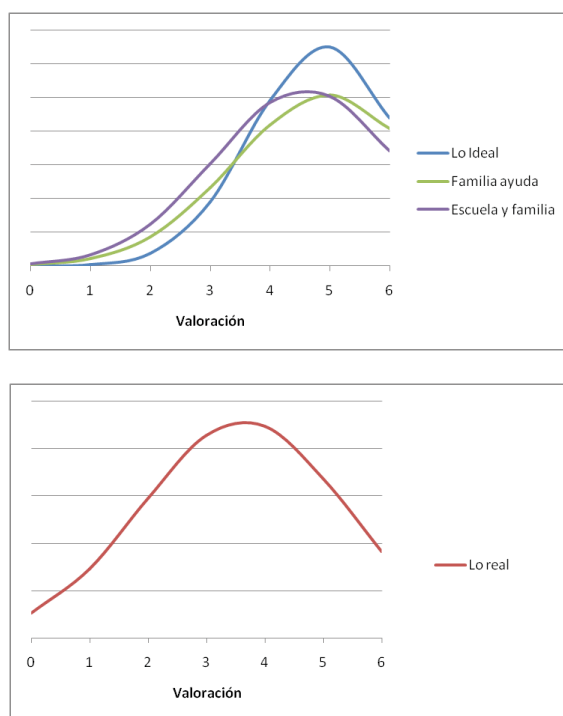 Lo Ideal
Familia ayuda
Escuela y familia
0 1 2 3 4 5 6
Valoración
Lo real
0 1 2 3 4 5 6
Valoración